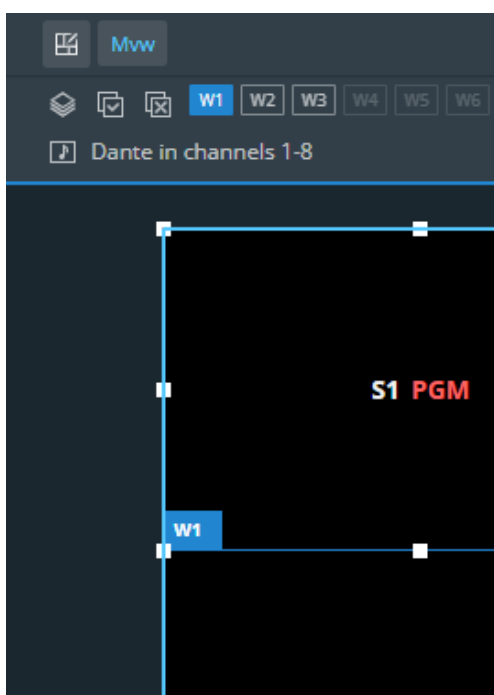 Mvw
W1 W2 W3 W4 W5 W6
Dante in channels 1-8
S1 PGM
W1